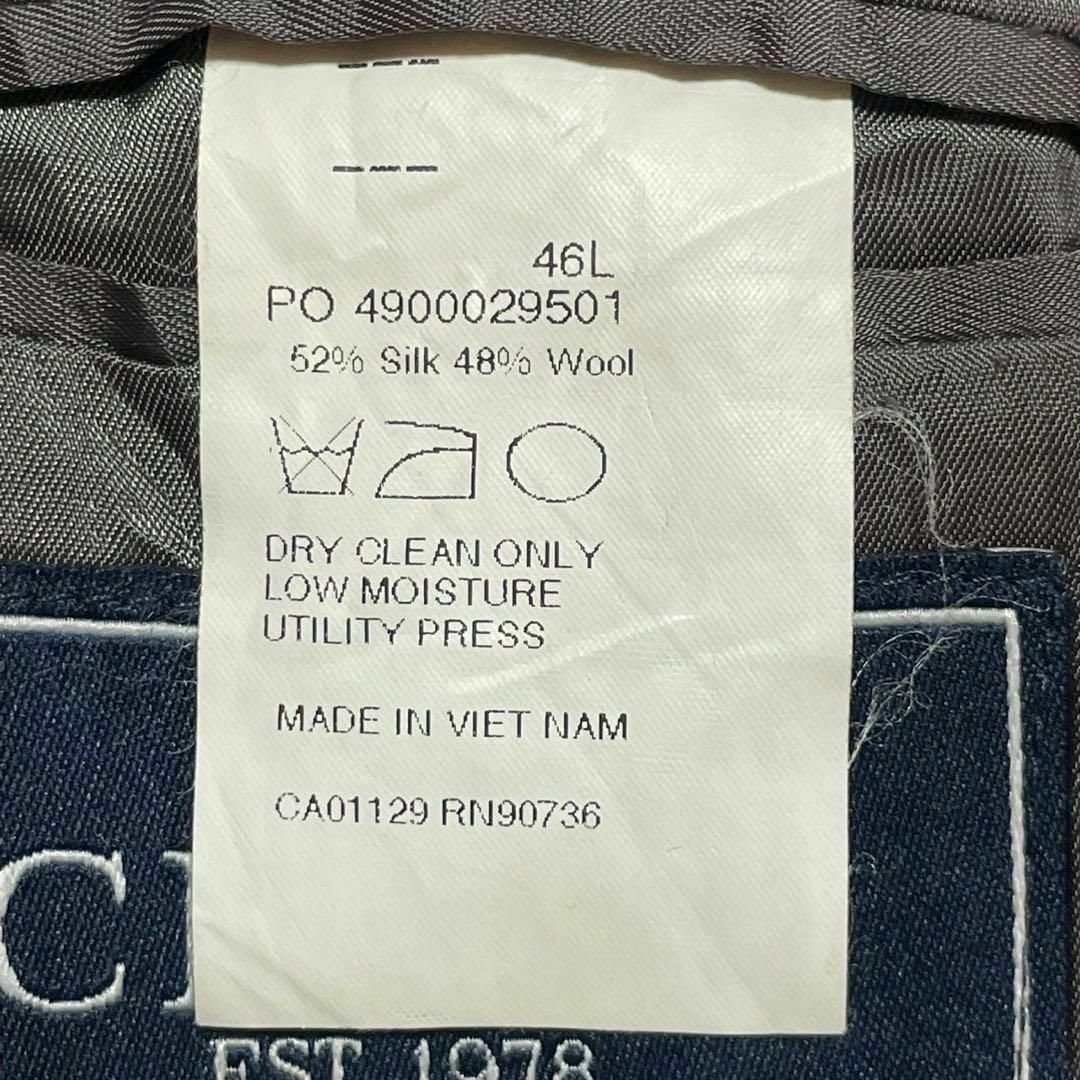 46L
PO 4900029501
52% Silk 48% Wool
DRY CLEAN ONLY
LOW MOISTURE
UTILITY PRESS
MADE IN VIET NAM
CA01129 RN90736
EST 1978